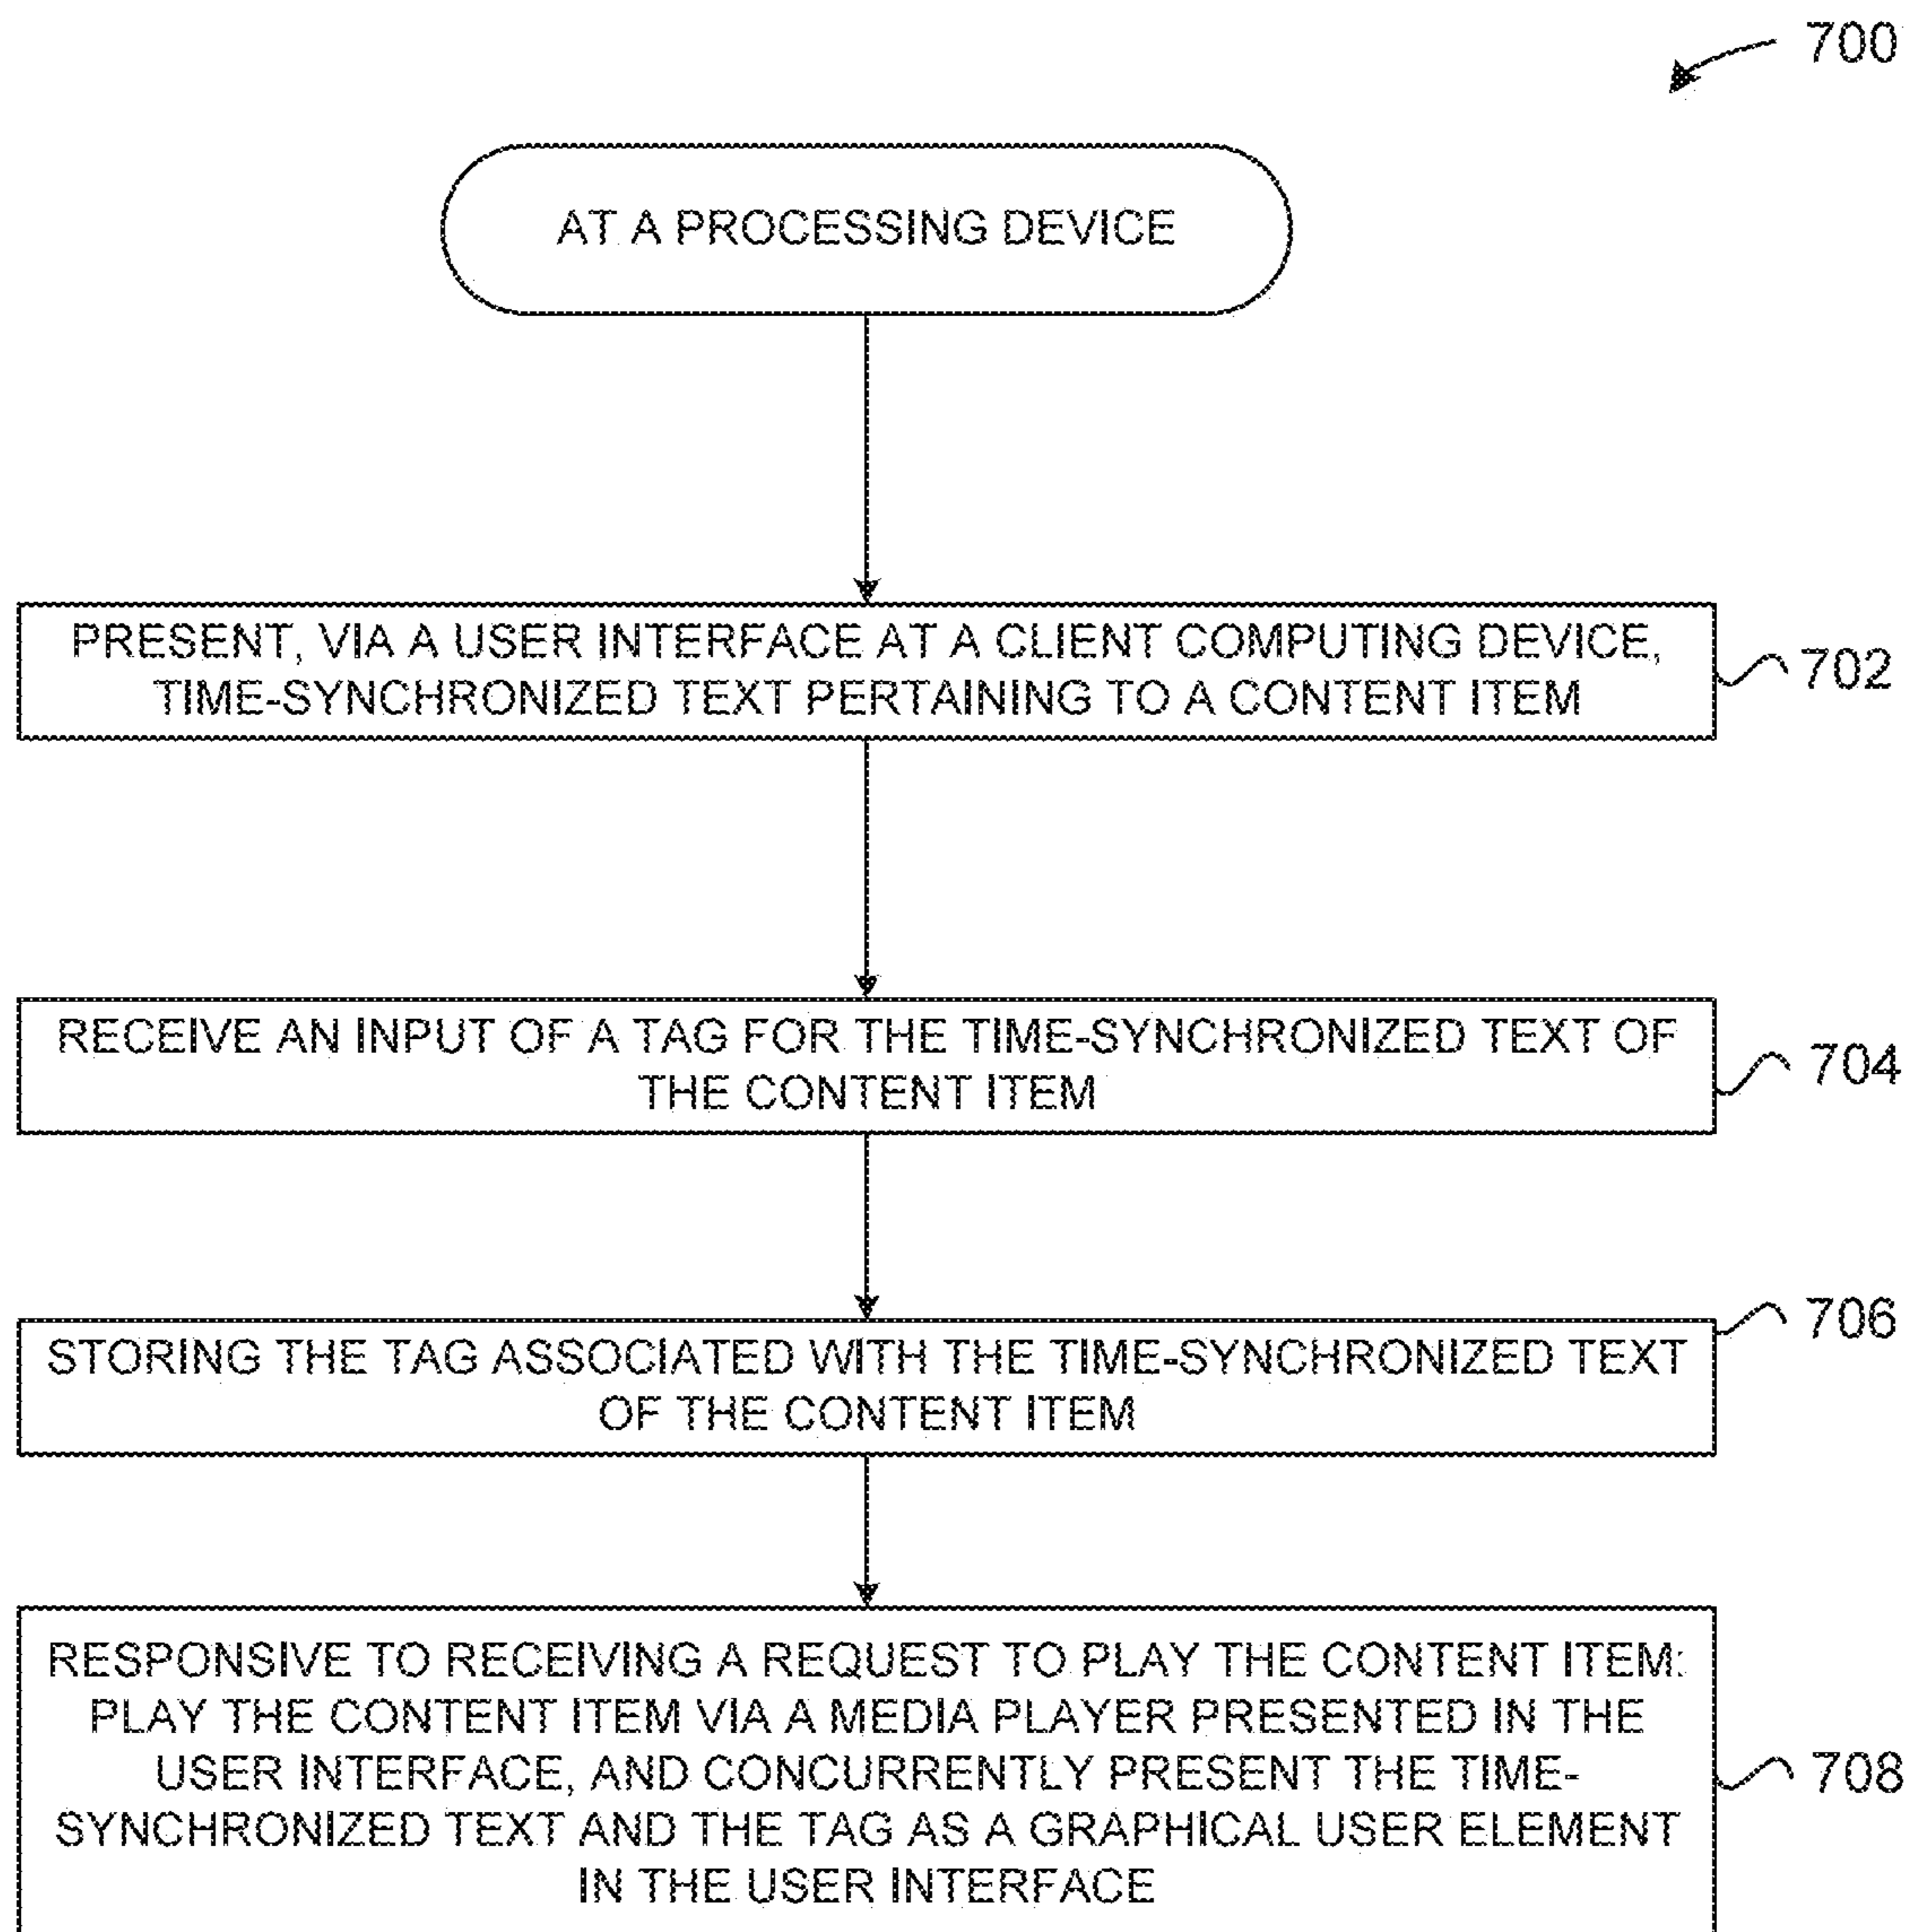 700
AT A PROCESSING DEVICE
PRESENT, VIA A USER INTERFACE AT A CLIENT COMPUTING DEVICE,
TIME-SYNCHRONIZED TEXT PERTAINING TO A CONTENT ITEM
702
RECEIVE AN INPUT OF A TAG FOR THE TIME-SYNCHRONIZED TEXT OF
THE CONTENT ITEM
704
STORING THE TAG ASSOCIATED WITH THE TIME-SYNCHRONIZED TEXT
OF THE CONTENT ITEM
706
RESPONSIVE TO RECEIVING A REQUEST TO PLAY THE CONTENT ITEM:
PLAY THE CONTENT ITEM VIA A MEDIA PLAYER PRESENTED IN THE
USER INTERFACE, AND CONCURRENTLY PRESENT THE TIME-
SYNCHRONIZED TEXT AND THE TAG AS A GRAPHICAL USER ELEMENT
IN THE USER INTERFACE
708